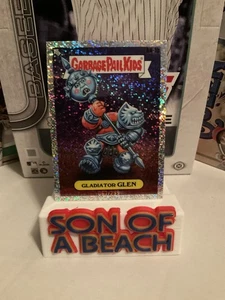 GARBAGE PAIL KIDS
GLADIATOR GLEN
SON OF
A BEACH